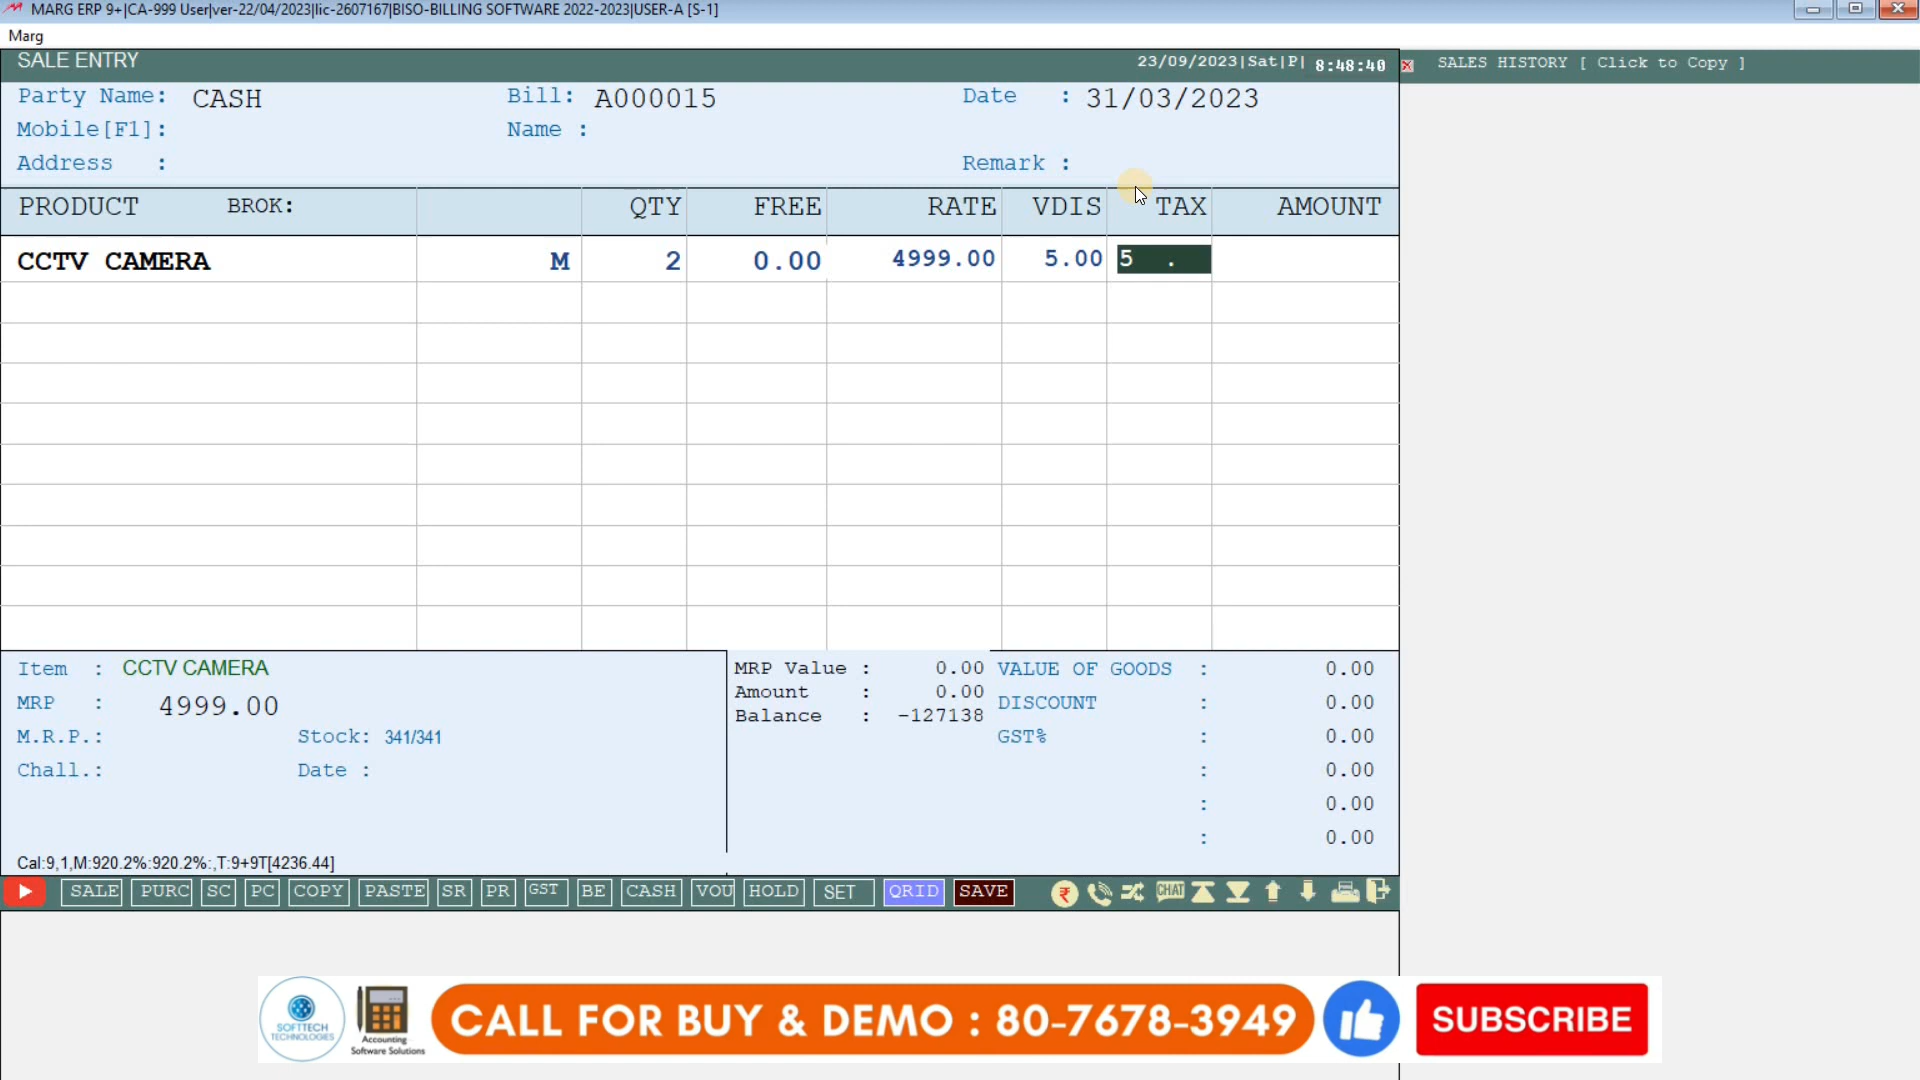 MARG ERP 9+|CA-999 User|ver-22/04/2023|lic-2607167|BISO-BILLING SOFTWARE 2022-2023|USER-A [S-1]
Marg
SALE ENTRY 23/09/2023|Sat|P| 8:48:40 SALES HISTORY [ Click to Copy ]
Party Name: CASH Bill: A000015 Date : 31/03/2023
Mobile[F1]: Name :
Address : Remark :
PRODUCT BROK: QTY FREE RATE VDIS TAX AMOUNT
CCTV CAMERA M 2 0.00 4999.00 5.00 5 .
Item : CCTV CAMERA MRP Value : 0.00 VALUE OF GOODS : 0.00
MRP : 4999.00 Amount : 0.00 DISCOUNT : 0.00
Balance : -127138
M.R.P.: Stock: 341/341 GST% : 0.00
Chall.: Date : : 0.00
: 0.00
: 0.00
Cal:9,1,M:920.2%:920.2%:,T:9+9T[4236.44]
SALE PURC SC PC COPY PASTE SR PR GST BE CASH VOU HOLD SET QRID SAVE CHAT
SOFTTECH TECHNOLOGIES
Accounting Software Solutions
CALL FOR BUY & DEMO : 80-7678-3949 SUBSCRIBE